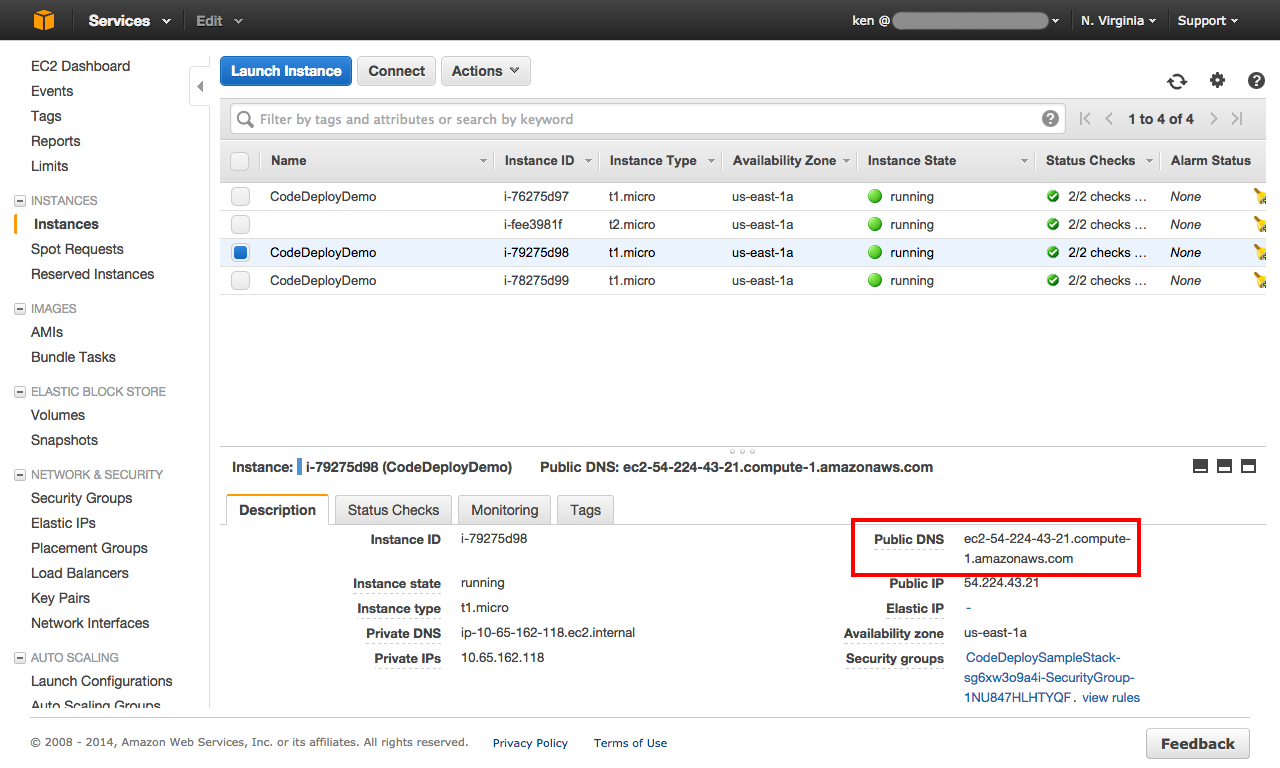 Services Edit ken @ N. Virginia Support
EC2 Dashboard
Events
Tags
Reports
Limits
INSTANCES
Instances
Spot Requests
Reserved Instances
IMAGES
AMIs
Bundle Tasks
ELASTIC BLOCK STORE
Volumes
Snapshots
NETWORK & SECURITY
Security Groups
Elastic IPs
Placement Groups
Load Balancers
Key Pairs
Network Interfaces
AUTO SCALING
Launch Configurations
Auto Scaling Groups
Launch Instance Connect Actions
Filter by tags and attributes or search by keyword 1 to 4 of 4
Name Instance ID Instance Type Availability Zone Instance State Status Checks Alarm Status
CodeDeployDemo i-76275d97 t1.micro us-east-1a running 2/2 checks ... None
i-fee3981f t2.micro us-east-1a running 2/2 checks ... None
CodeDeployDemo i-79275d98 t1.micro us-east-1a running 2/2 checks ... None
CodeDeployDemo i-78275d99 t1.micro us-east-1a running 2/2 checks ... None
Instance: i-79275d98 (CodeDeployDemo) Public DNS: ec2-54-224-43-21.compute-1.amazonaws.com
Description Status Checks Monitoring Tags
Instance ID i-79275d98
Instance state running
Instance type t1.micro
Private DNS ip-10-65-162-118.ec2.internal
Private IPs 10.65.162.118
Public DNS ec2-54-224-43-21.compute-
1.amazonaws.com
Public IP 54.224.43.21
Elastic IP -
Availability zone us-east-1a
Security groups CodeDeploySampleStack-
sg6xw3o9a4i-SecurityGroup-
1NU847HLHTYQF . view rules
© 2008 - 2014, Amazon Web Services, Inc. or its affiliates. All rights reserved. Privacy Policy Terms of Use Feedback